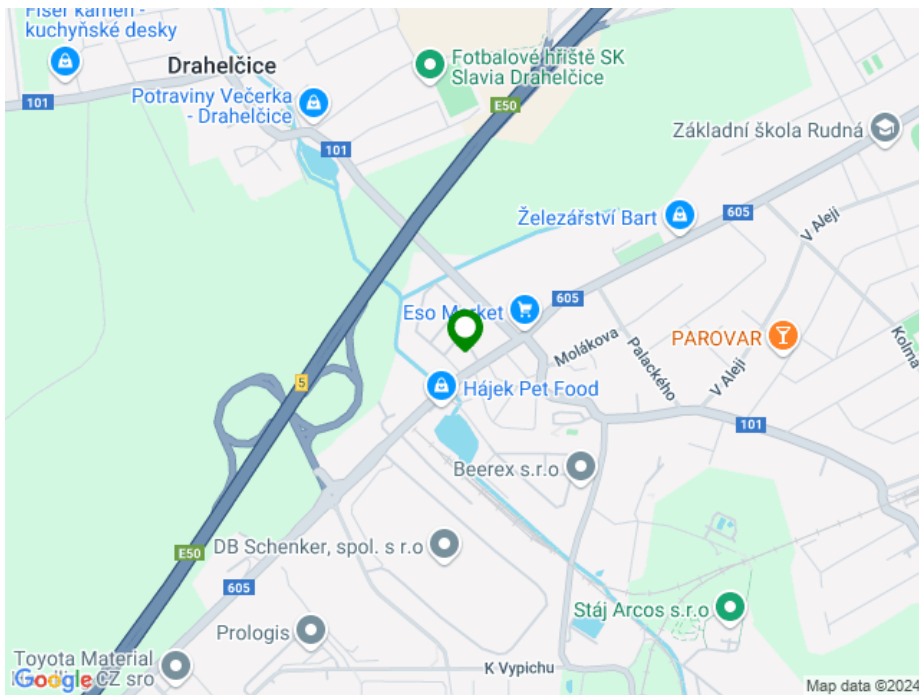 Fišer kámen -
kuchyňské desky
Drahelčice
Fotbalové hřiště SK
Slavia Drahelčice
101
Potraviny Večerka
- Drahelčice
E50
101
Základní škola Rudná
605
Železářství Bart
V Aleji
605
Eso Market
Molákova
PAROVAR
Kolma
Palackého
V Aleji
5
Hájek Pet Food
101
Beerex s.r.o
DB Schenker, spol. s r.o
E50
605
Stáj Arcos s.r.o
Prologis
Toyota Material
CZ sro
K Vypichu
Google
Map data ©2024